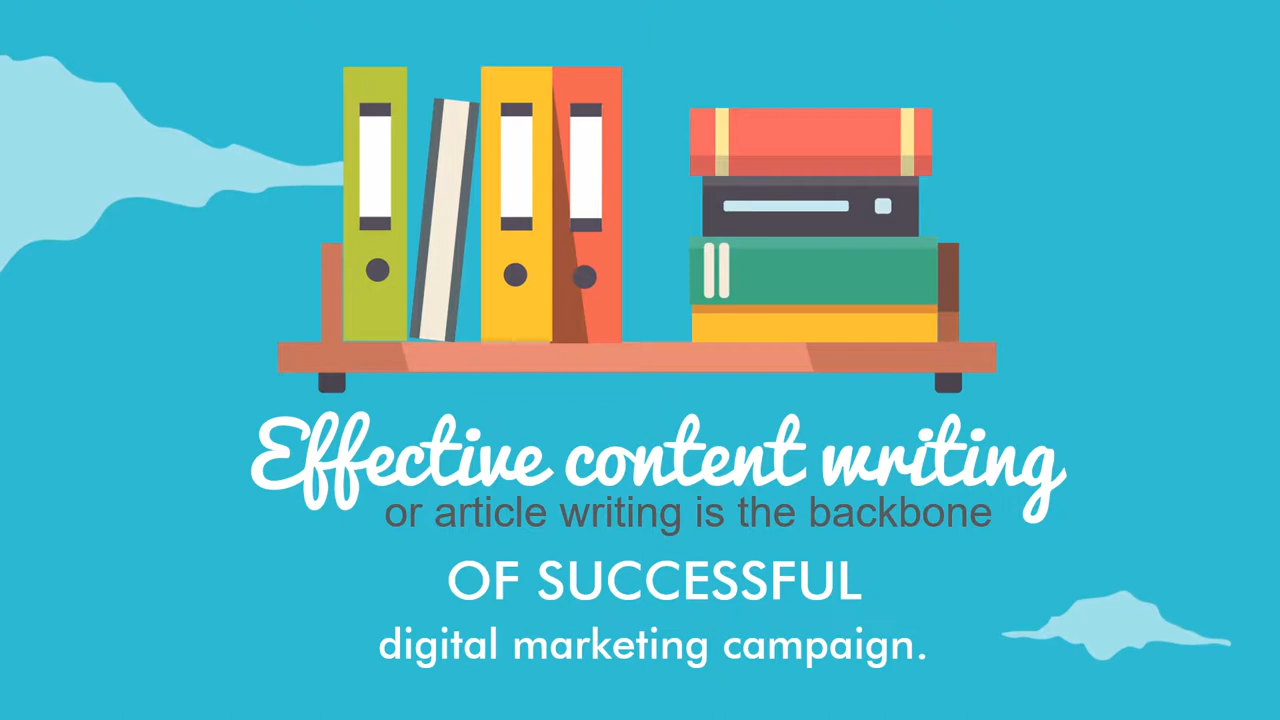 Effective content writing
or article writing is the backbone
OF SUCCESSFUL
digital marketing campaign.